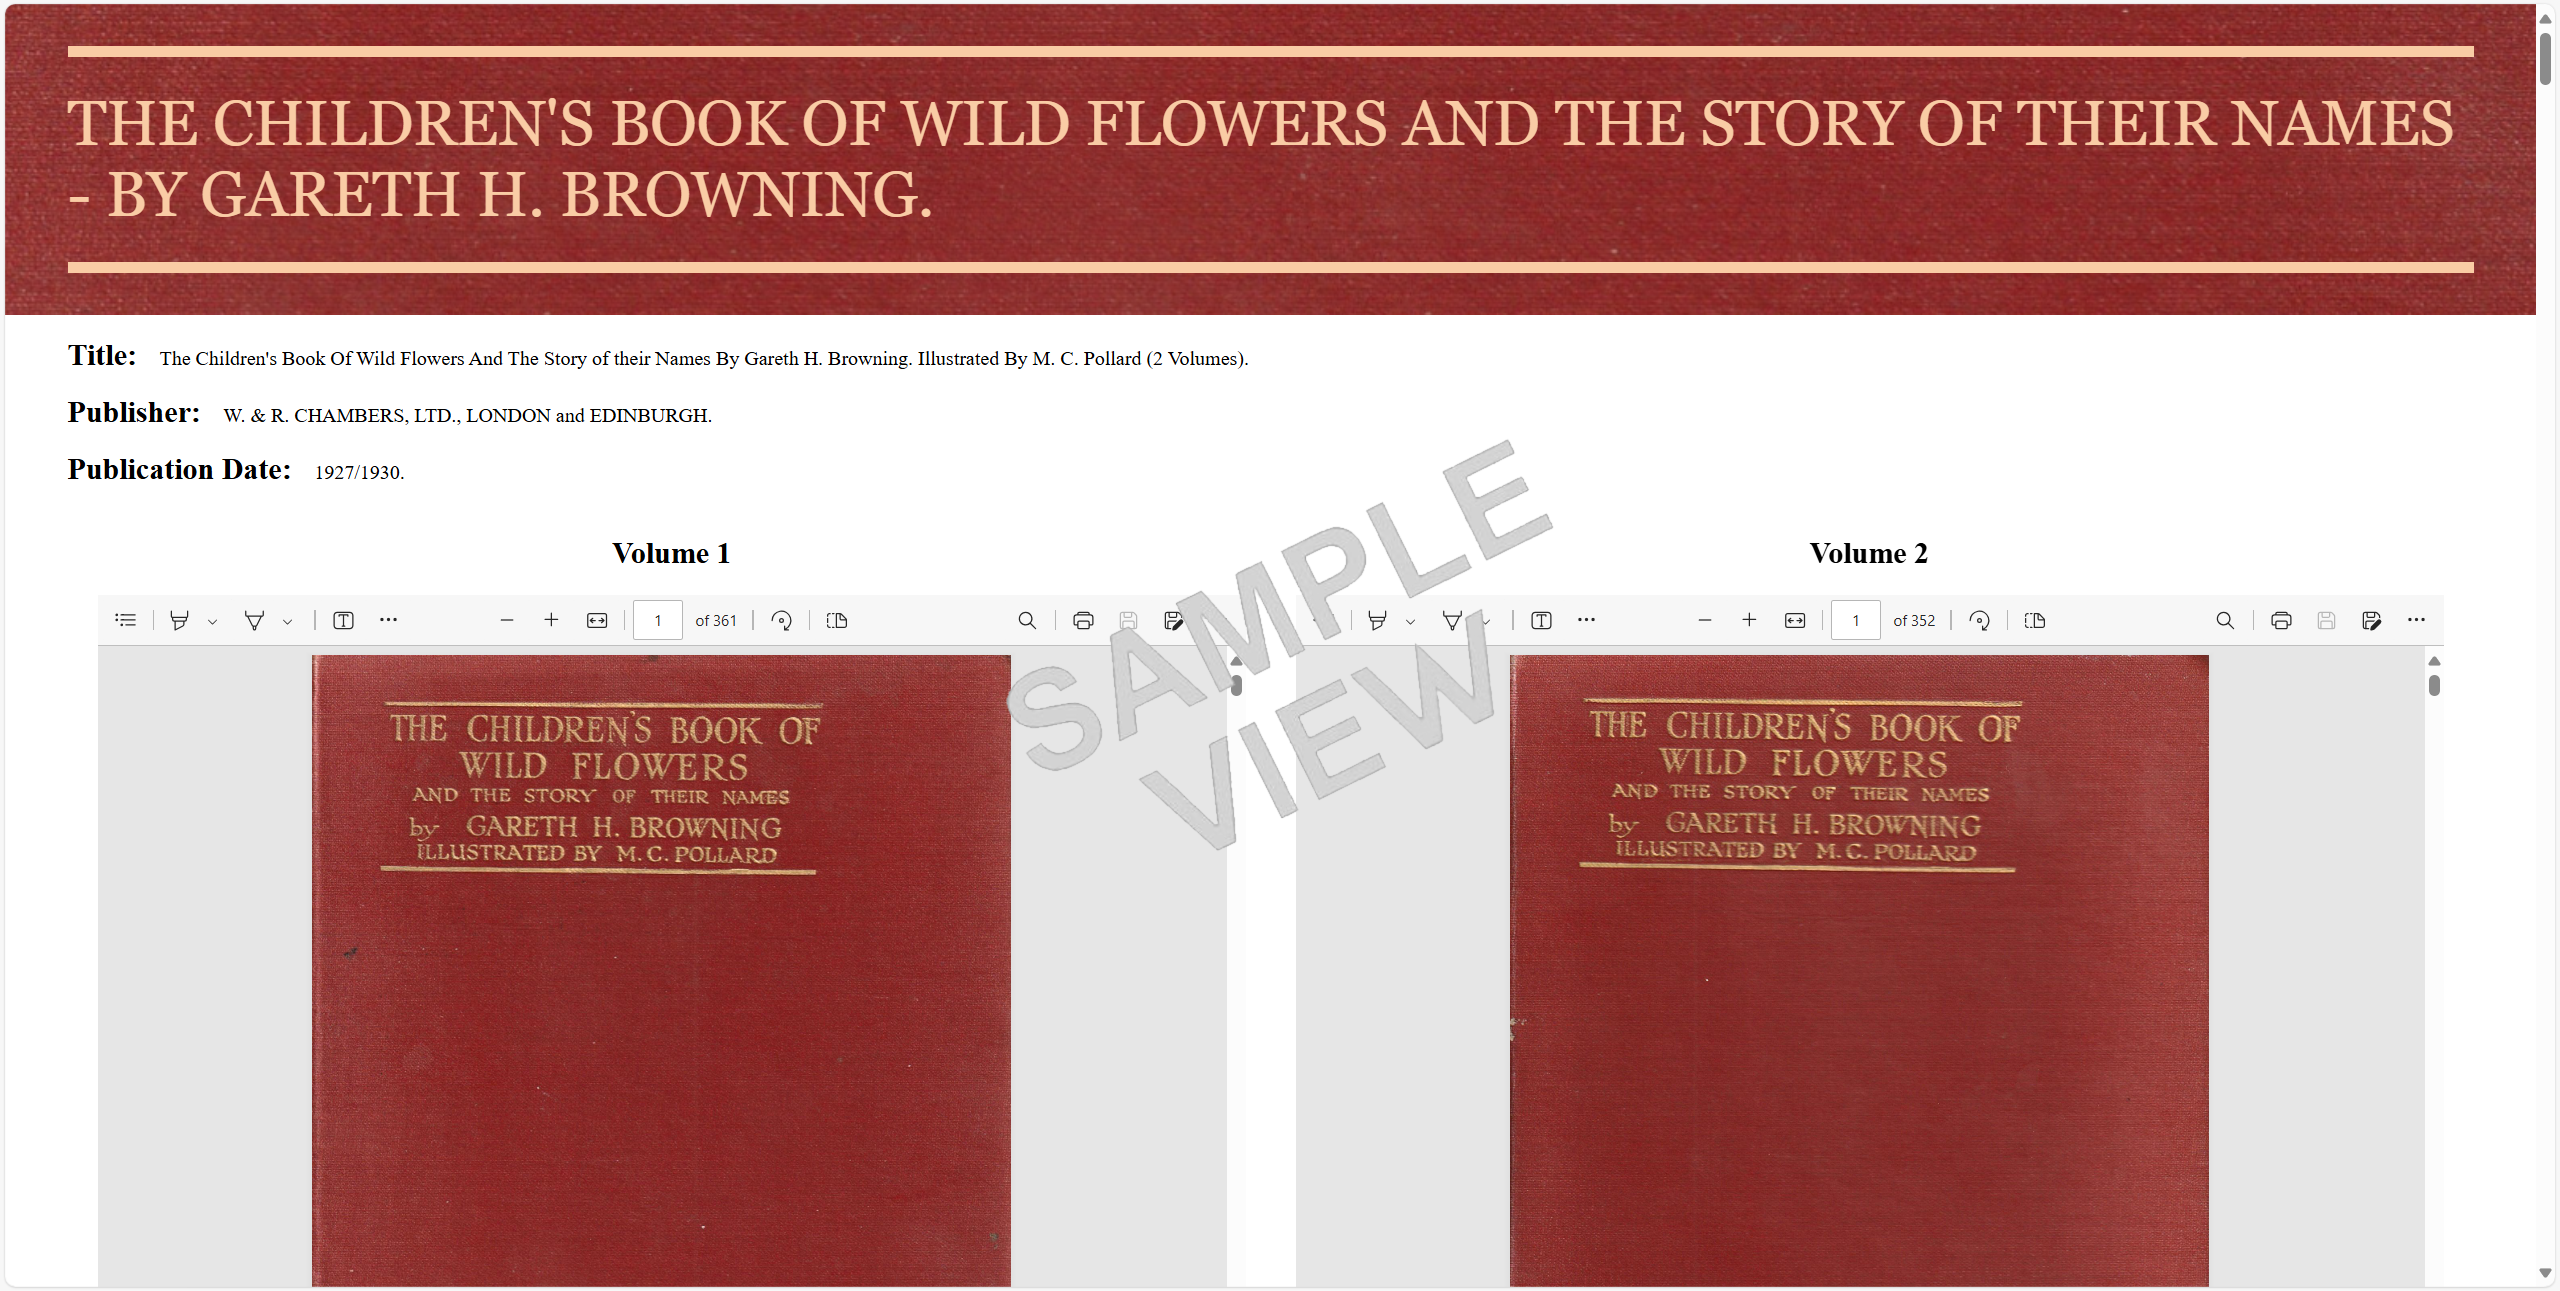 THE CHILDREN'S BOOK OF WILD FLOWERS AND THE STORY OF THEIR NAMES
- BY GARETH H. BROWNING.
Title: The Children's Book Of Wild Flowers And The Story of their Names By Gareth H. Browning. Illustrated By M. C. Pollard (2 Volumes).
Publisher: W. & R. CHAMBERS, LTD., LONDON and EDINBURGH.
Publication Date: 1927/1930.
Volume 1
1 of 361
THE CHILDREN'S BOOK OF
WILD FLOWERS
AND THE STORY OF THEIR NAMES
by GARETH H. BROWNING
ILLUSTRATED BY M. C. POLLARD
Volume 2
1 of 352
THE CHILDREN'S BOOK OF
WILD FLOWERS
AND THE STORY OF THEIR NAMES
by GARETH H. BROWNING
ILLUSTRATED BY M. C. POLLARD
SAMPLE
VIEW